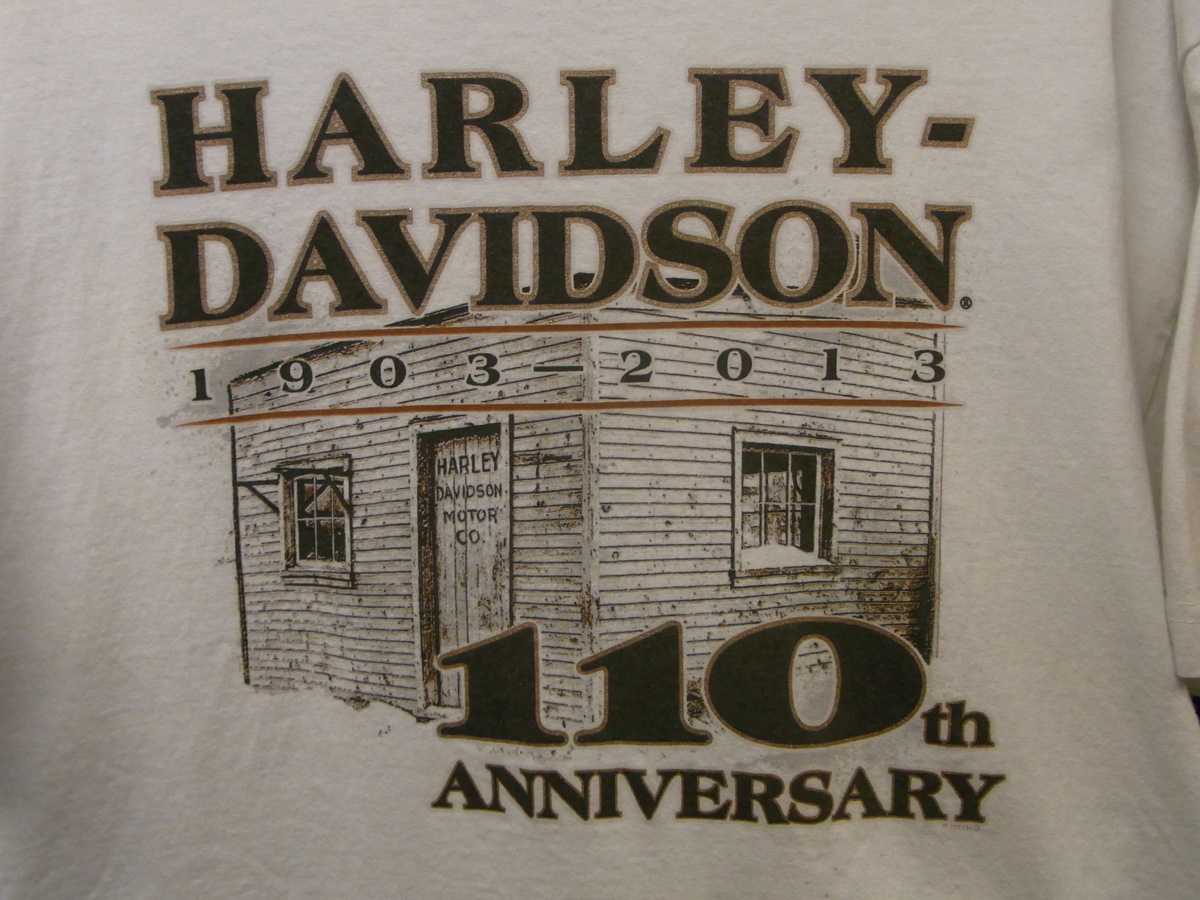 HARLEY-
DAVIDSON®
1903—2013
HARLEY
DAVIDSON
MOTOR
CO.
110th
ANNIVERSARY